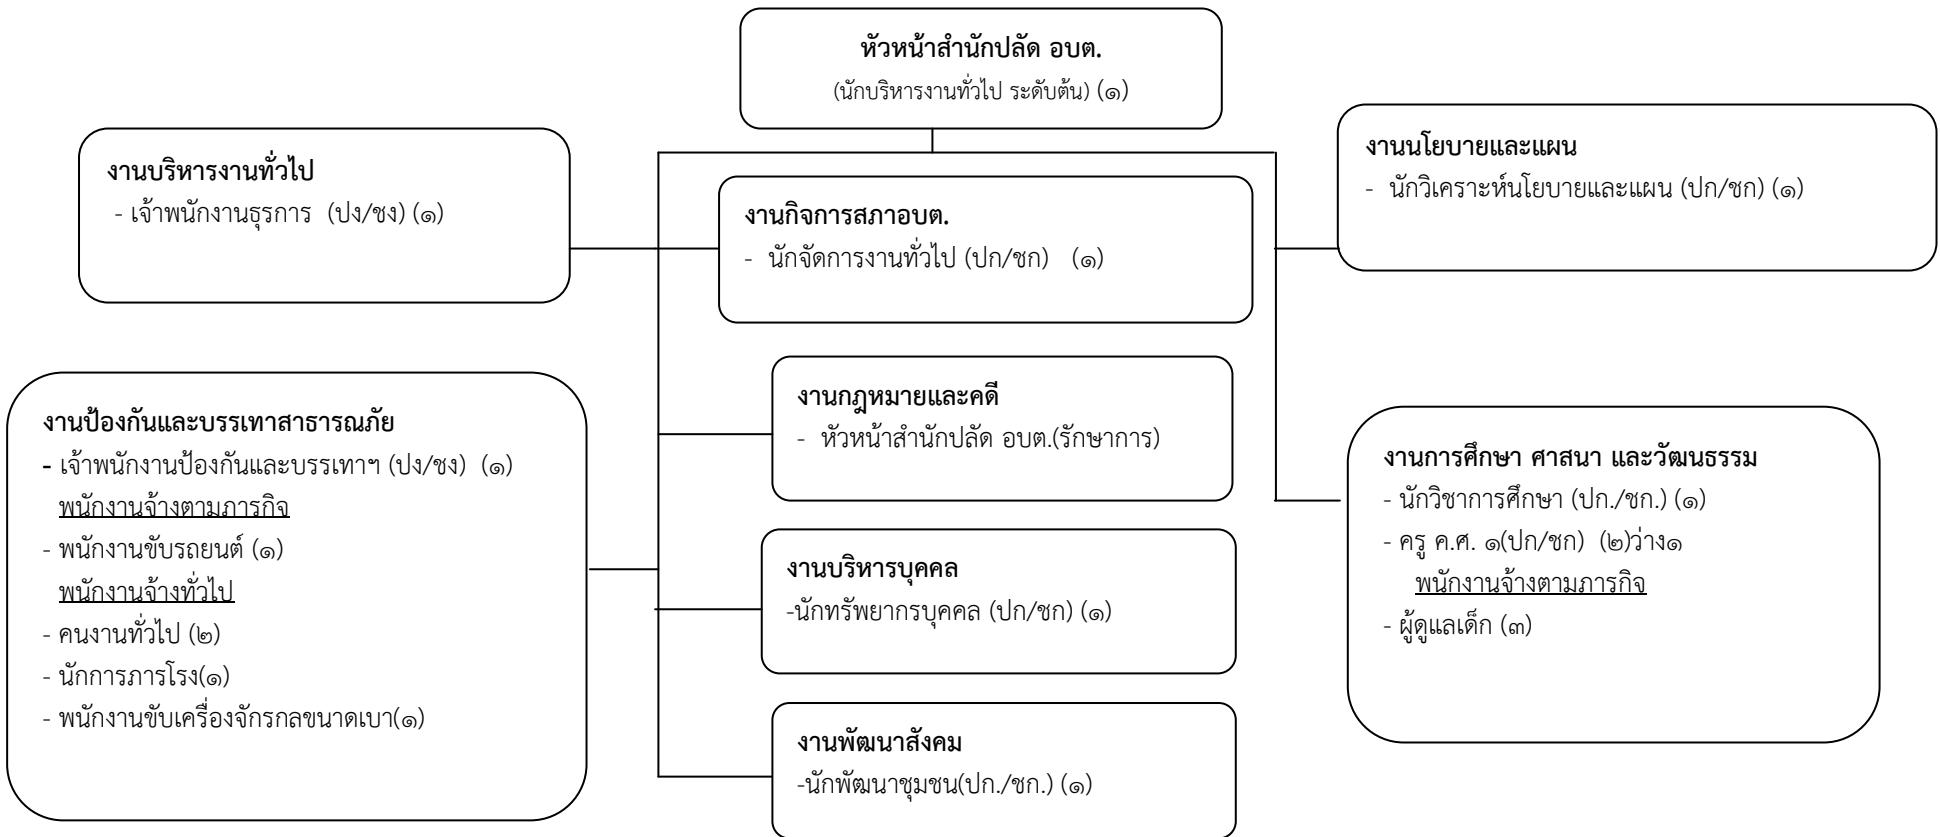 หัวหน้าสำนักปลัด อบต.
(นักบริหารงานทั่วไป ระดับต้น) (๑)
งานบริหารงานทั่วไป
- เจ้าพนักงานธุรการ (ปง/ชง) (๑)
งานกิจการสภาอบต.
- นักจัดการงานทั่วไป (ปก/ชก) (๑)
งานนโยบายและแผน
- นักวิเคราะห์นโยบายและแผน (ปก/ชก) (๑)
งานป้องกันและบรรเทาสาธารณภัย
- เจ้าพนักงานป้องกันและบรรเทาฯ (ปง/ชง) (๑)
พนักงานจ้างตามภารกิจ
- พนักงานขับรถยนต์ (๑)
พนักงานจ้างทั่วไป
- คนงานทั่วไป (๒)
- นักการภารโรง(๑)
- พนักงานขับเครื่องจักรกลขนาดเบา(๑)
งานกฎหมายและคดี
- หัวหน้าสำนักปลัด อบต.(รักษาการ)
งานบริหารบุคคล
-นักทรัพยากรบุคคล (ปก/ชก) (๑)
งานพัฒนาสังคม
-นักพัฒนาชุมชน(ปก./ชก.) (๑)
งานการศึกษา ศาสนา และวัฒนธรรม
- นักวิชาการศึกษา (ปก./ชก.) (๑)
- ครู ค.ศ. ๑(ปก/ชก) (๒)ว่าง๑
พนักงานจ้างตามภารกิจ
- ผู้ดูแลเด็ก (๓)